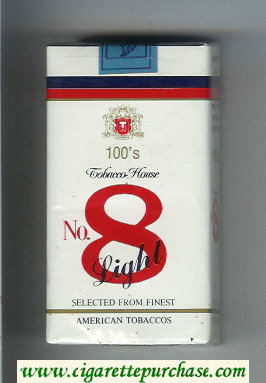 100's
Tobacco House
No. 8
Light
SELECTED FROM FINEST
AMERICAN TOBACCOS
www.cigarettepurchase.com